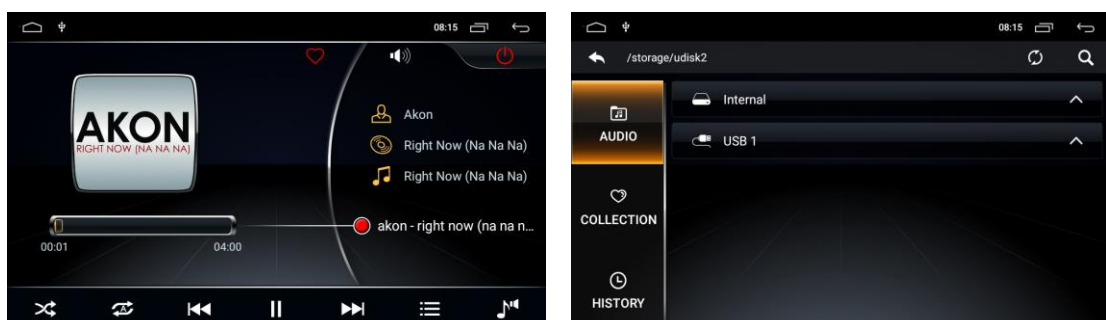 08:15
AKON
RIGHT NOW (NA NA NA)
Akon
Right Now (Na Na Na)
Right Now (Na Na Na)
akon - right now (na na n...
00:01
04:00
08:15
/storage/udisk2
AUDIO
Internal
USB 1
COLLECTION
HISTORY